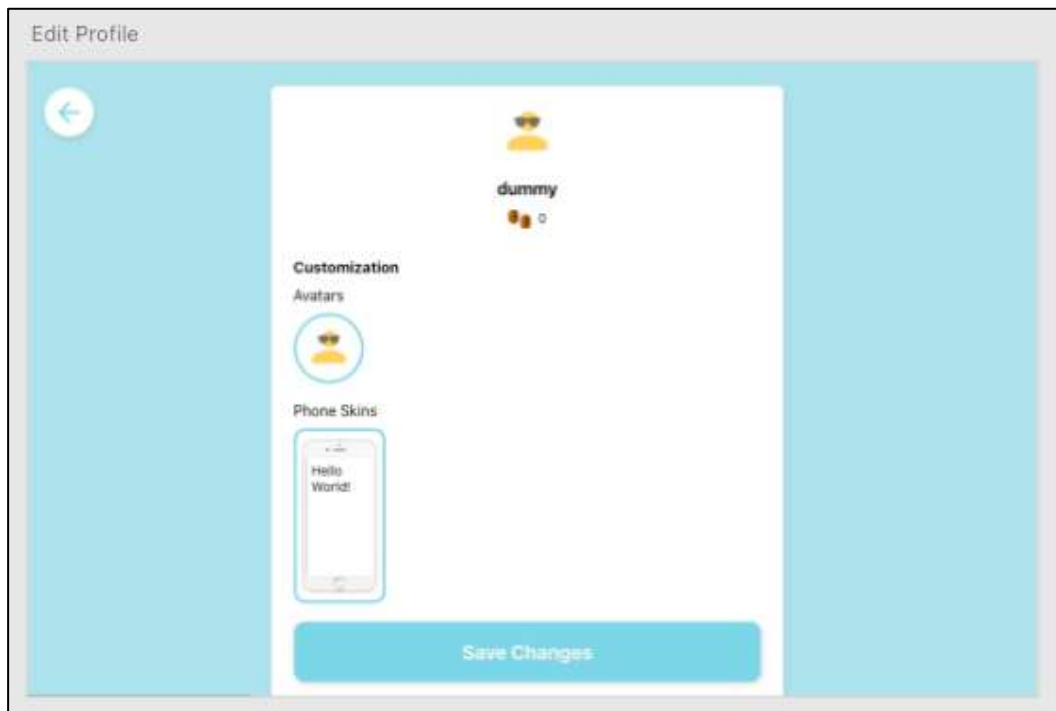 Edit Profile
dummy
0
Customization
Avatars
Phone Skins
Hello
World!
Save Changes